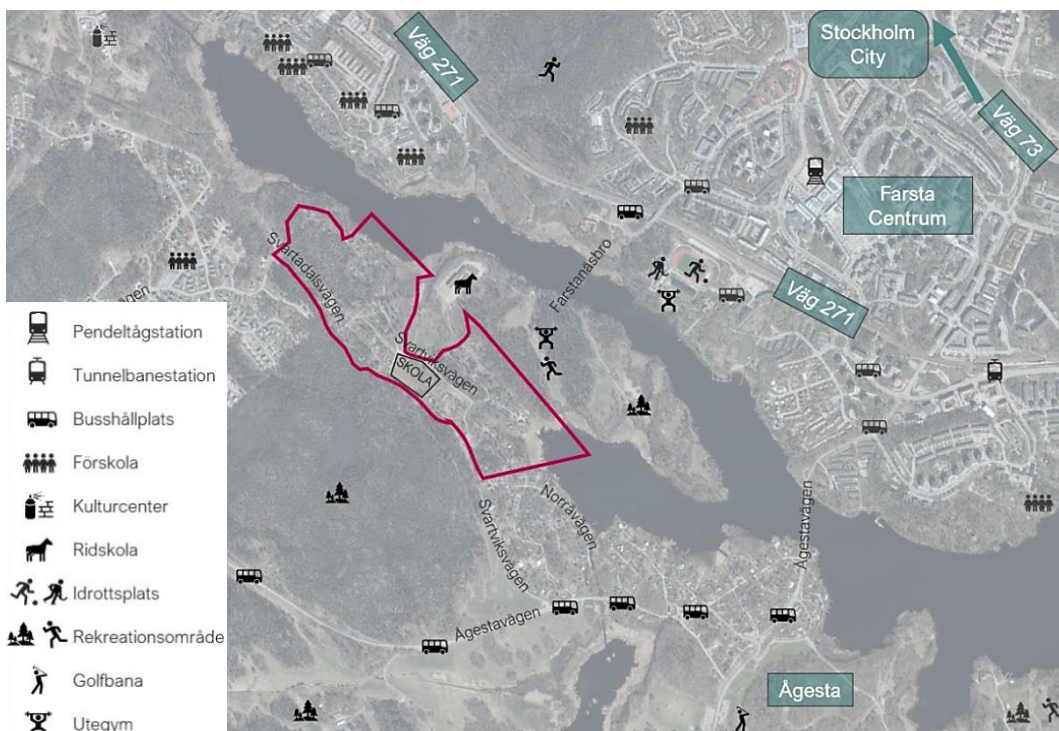 Väg 271
Stockholm
City
Väg 73
Farsta
Centrum
Farstanäsbro
Svartadalsvägen
Väg 271
Svartviksvägen
SKOLA
Pendeltågstation
Tunnelbanestation
Busshållplats
Förskola
Kulturcenter
Ridskola
Idrottsplats
Rekreationsområde
Golfbana
Utegym
Svartviksvägen
Norravägen
Ågestavägen
Ågestavägen
Ågesta